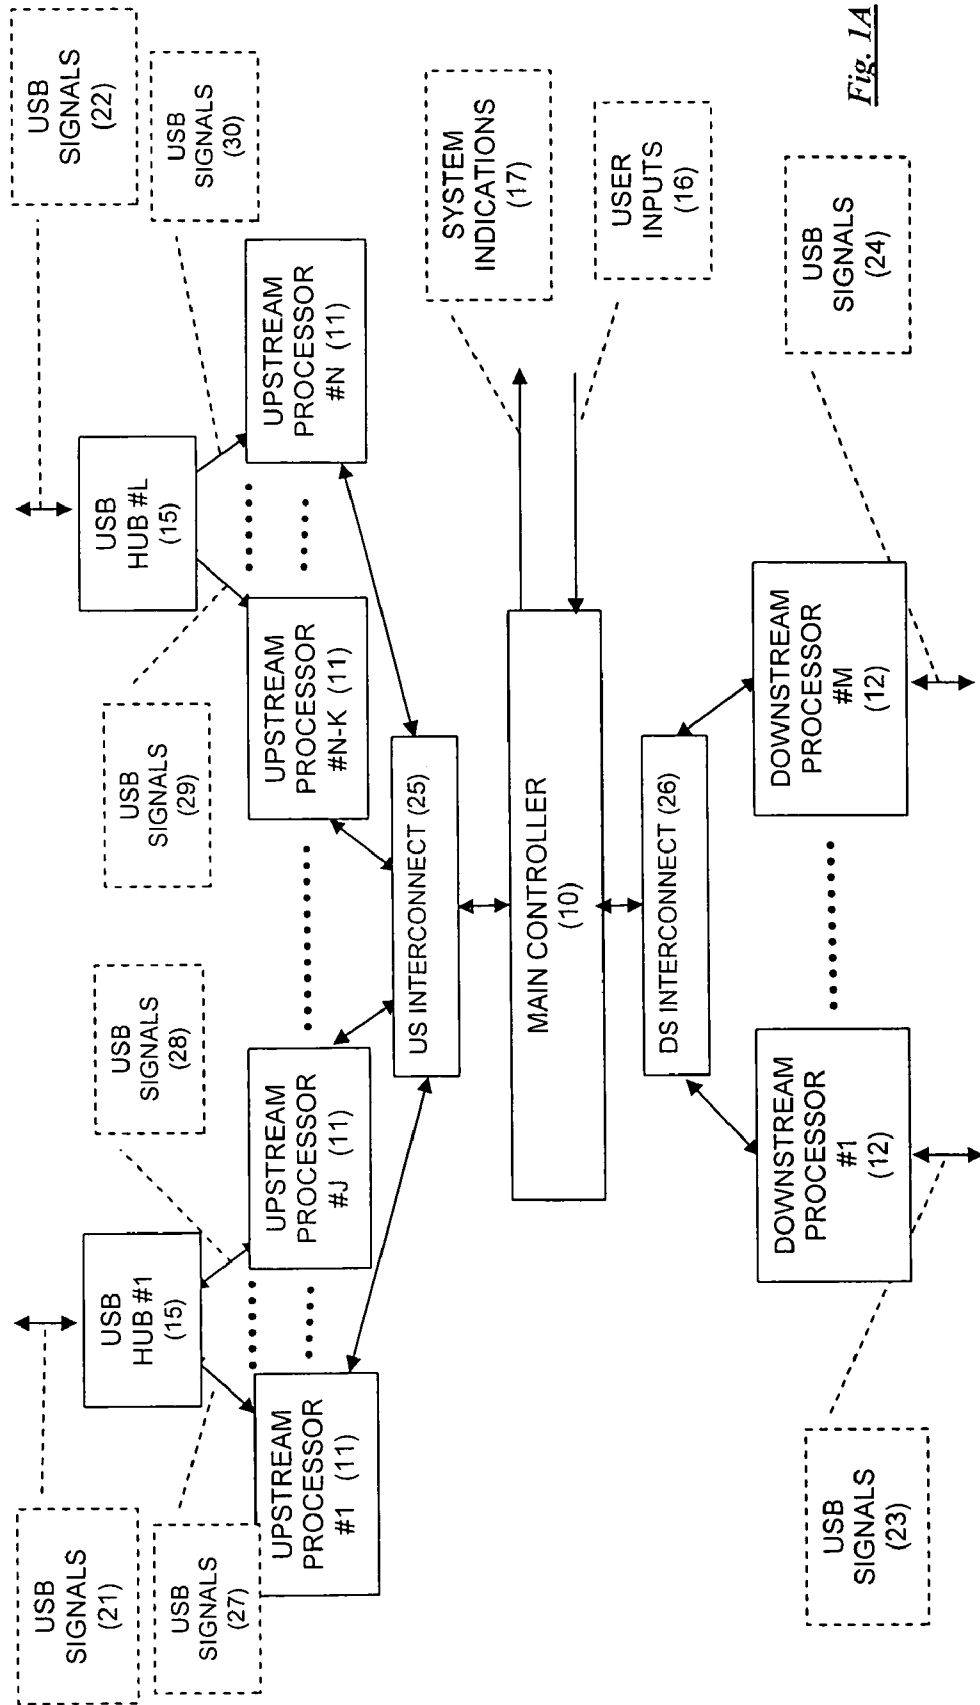 USB
SIGNALS
(21)
USB
SIGNALS
(22)
USB
SIGNALS
(27)
USB
HUB #1
(15)
USB
SIGNALS
(28)
USB
SIGNALS
(29)
USB
HUB #L
(15)
USB
SIGNALS
(30)
UPSTREAM
PROCESSOR
#1 (11)
UPSTREAM
PROCESSOR
#J (11)
UPSTREAM
PROCESSOR
#N-K (11)
UPSTREAM
PROCESSOR
#N (11)
US INTERCONNECT (25)
SYSTEM
INDICATIONS
(17)
MAIN CONTROLLER
(10)
USER
INPUTS
(16)
DS INTERCONNECT (26)
DOWNSTREAM
PROCESSOR
#1
(12)
DOWNSTREAM
PROCESSOR
#M
(12)
USB
SIGNALS
(23)
USB
SIGNALS
(24)
Fig. 1A